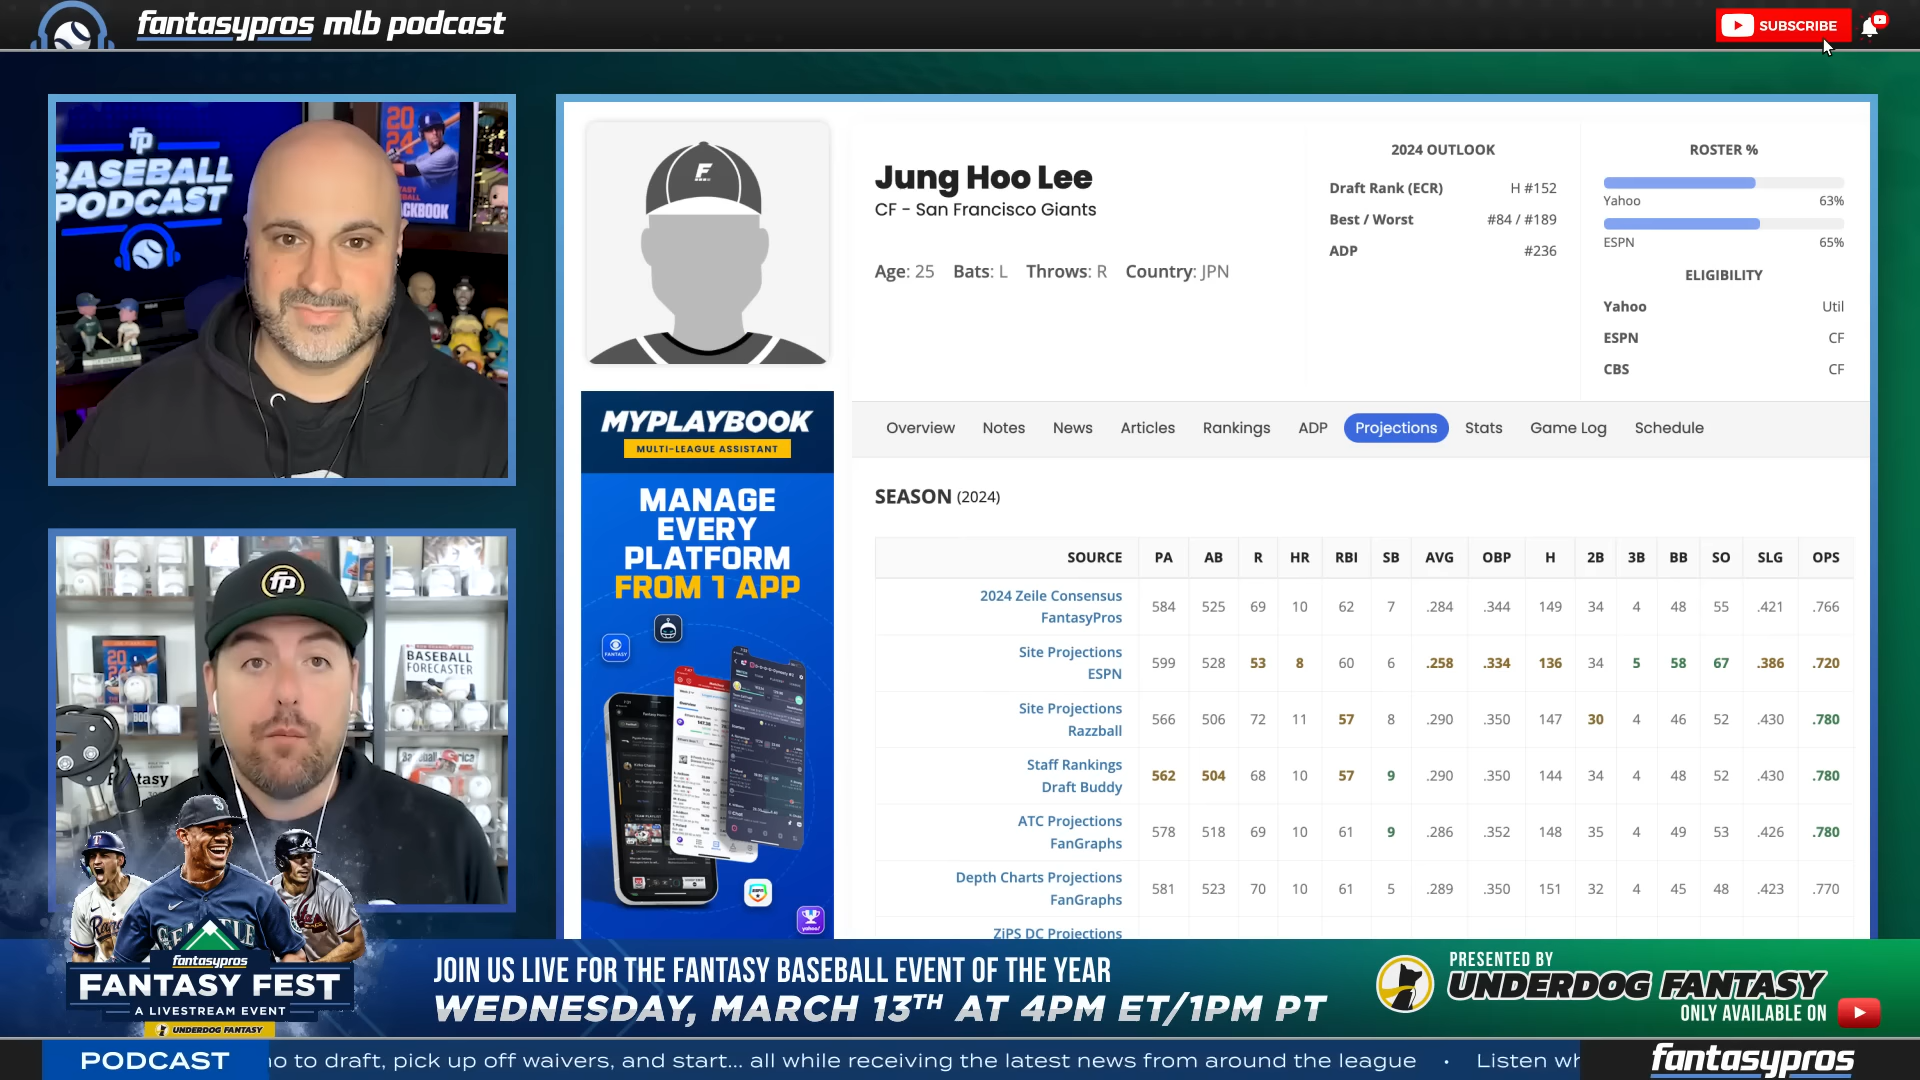 fantasypros mlb podcast
SUBSCRIBE
fp
BASEBALL
PODCAST
2024
fp
20
BASEBALL
FORECASTER
Jung Hoo Lee
CF - San Francisco Giants
Age: 25 Bats: L Throws: R Country: JPN
2024 OUTLOOK
Draft Rank (ECR) H #152
Best / Worst #84 / #189
ADP #236
ROSTER %
Yahoo 63%
ESPN 65%
ELIGIBILITY
Yahoo Util
ESPN CF
CBS CF
MYPLAYBOOK
MULTI-LEAGUE ASSISTANT
MANAGE
EVERY
PLATFORM
FROM 1 APP
Overview Notes News Articles Rankings ADP Projections Stats Game Log Schedule
SEASON (2024)
SOURCE PA AB R HR RBI SB AVG OBP H 2B 3B BB SO SLG OPS
2024 Zeile Consensus
FantasyPros 584 525 69 10 62 7 .284 .344 149 34 4 48 55 .421 .766
Site Projections
ESPN 599 528 53 8 60 6 .258 .334 136 34 5 58 67 .386 .720
Site Projections
Razzball 566 506 72 11 57 8 .290 .350 147 30 4 46 52 .430 .780
Staff Rankings
Draft Buddy 562 504 68 10 57 9 .290 .350 144 34 4 48 52 .430 .780
ATC Projections
FanGraphs 578 518 69 10 61 9 .286 .352 148 35 4 49 53 .426 .780
Depth Charts Projections
FanGraphs 581 523 70 10 61 5 .289 .350 151 32 4 45 48 .423 .770
ZiPS DC Projections
SEATTLE
fantasypros
FANTASY FEST
A LIVESTREAM EVENT
UNDERDOG FANTASY
JOIN US LIVE FOR THE FANTASY BASEBALL EVENT OF THE YEAR
WEDNESDAY, MARCH 13TH AT 4PM ET/1PM PT
PRESENTED BY
UNDERDOG FANTASY
ONLY AVAILABLE ON
PODCAST
o to draft, pick up off waivers, and start... all while receiving the latest news from around the league • Listen wh
fantasypros